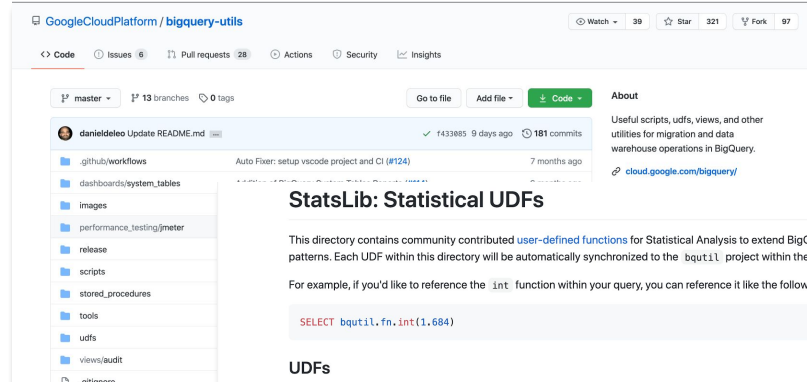 GoogleCloudPlatform / bigquery-utils
Watch 39 Star 321 Fork 97
Code Issues 6 Pull requests 28 Actions Security Insights
master 13 branches 0 tags Go to file Add file Code
danieldeleo Update README.md ... f433085 9 days ago 181 commits
.github/workflows Auto Fixer: setup vscode project and CI (#124) 7 months ago
dashboards/system_tables
images
performance_testing/jmeter
release
scripts
stored_procedures
tools
udfs
views/audit
.gitignore
About
Useful scripts, udfs, views, and other
utilities for migration and data
warehouse operations in BigQuery.
cloud.google.com/bigquery/
StatsLib: Statistical UDFs
This directory contains community contributed user-defined functions for Statistical Analysis to extend BigQ
patterns. Each UDF within this directory will be automatically synchronized to the bqutil project within the
For example, if you'd like to reference the int function within your query, you can reference it like the follow
SELECT bqutil.fn.int(1.684)
UDFs